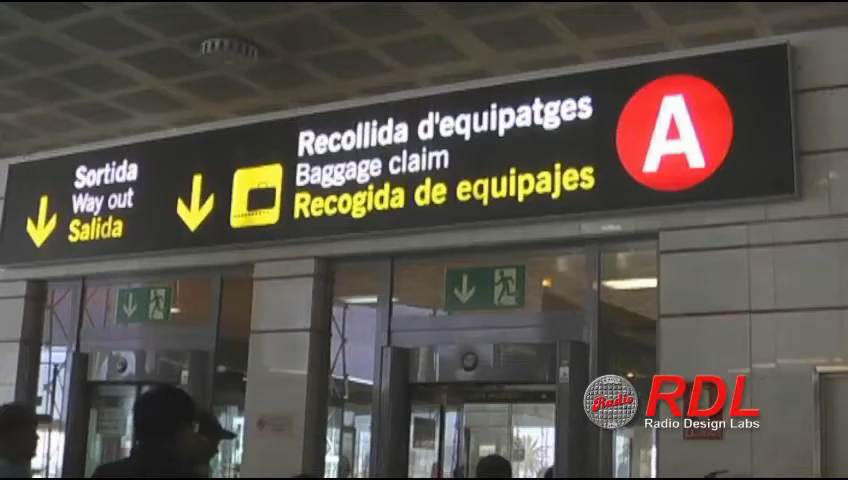 Sortida
Way out
Salida
Recollida d'equipatges
Baggage claim
Recogida de equipajes
A
Radio
RDL
Radio Design Labs